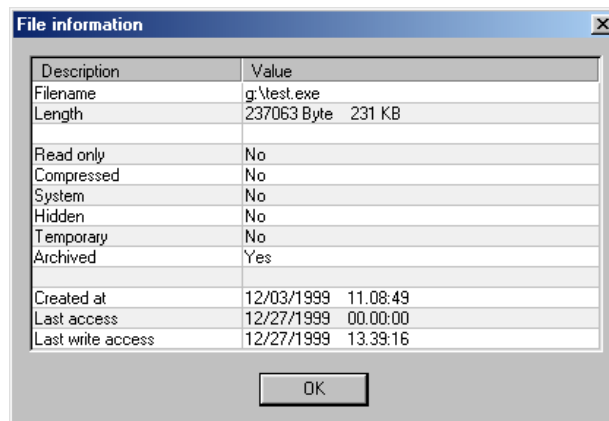 File information
Description Value
Filename g:\test.exe
Length 237063 Byte 231 KB
Read only No
Compressed No
System No
Hidden No
Temporary No
Archived Yes
Created at 12/03/1999 11.08:49
Last access 12/27/1999 00.00:00
Last write access 12/27/1999 13.39:16
OK